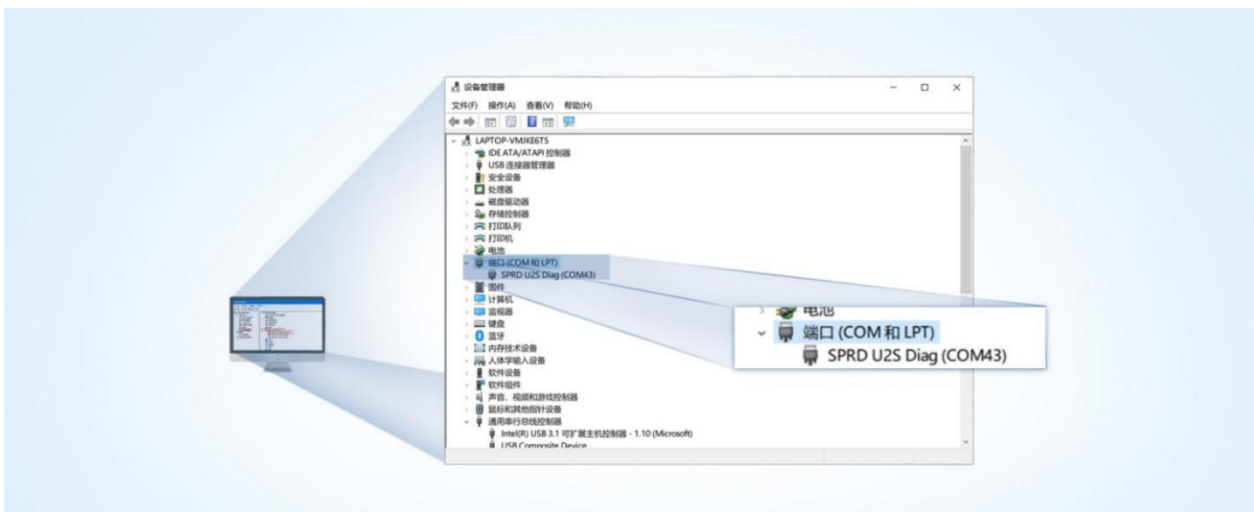 设备管理器
文件(F) 操作(A) 查看(V) 帮助(H)
LAPTOP-VMJKE6TS
IDE ATA/ATAPI 控制器
USB 连接器管理器
安全设备
处理器
磁盘驱动器
存储控制器
打印队列
打印机
电池
端口 (COM 和 LPT)
SPRD U2S Diag (COM43)
固件
计算机
监视器
键盘
蓝牙
内存技术设备
人体学输入设备
软件设备
软件组件
声音、视频和游戏控制器
鼠标和其他指针设备
通用串行总线控制器
Intel(R) USB 3.1 可扩展主机控制器 - 1.10 (Microsoft)
USB Composite Device
电池
端口 (COM 和 LPT)
SPRD U2S Diag (COM43)